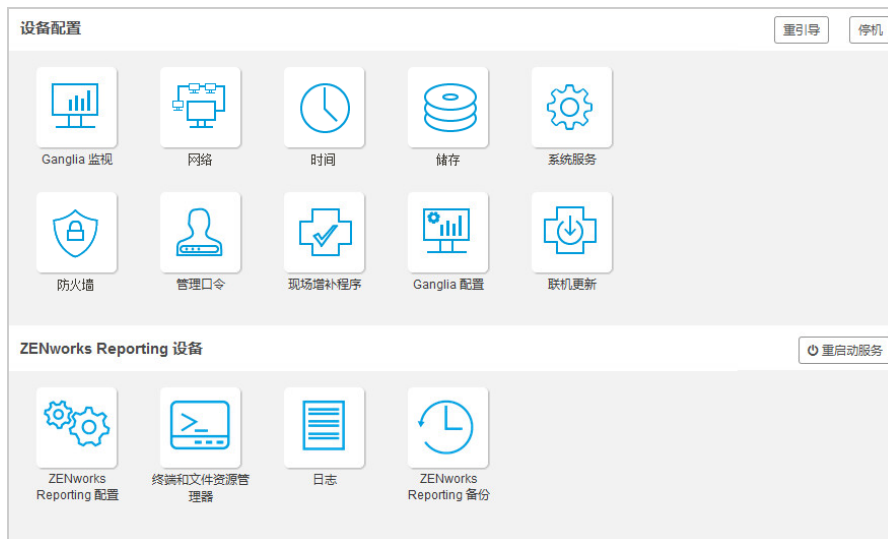 设备配置
重引导
停机
Ganglia 监视
网络
时间
储存
系统服务
防火墙
管理口令
现场增补程序
Ganglia 配置
联机更新
ZENworks Reporting 设备
重启动服务
ZENworks
Reporting 配置
终端和文件资源管
理器
日志
ZENworks
Reporting 备份